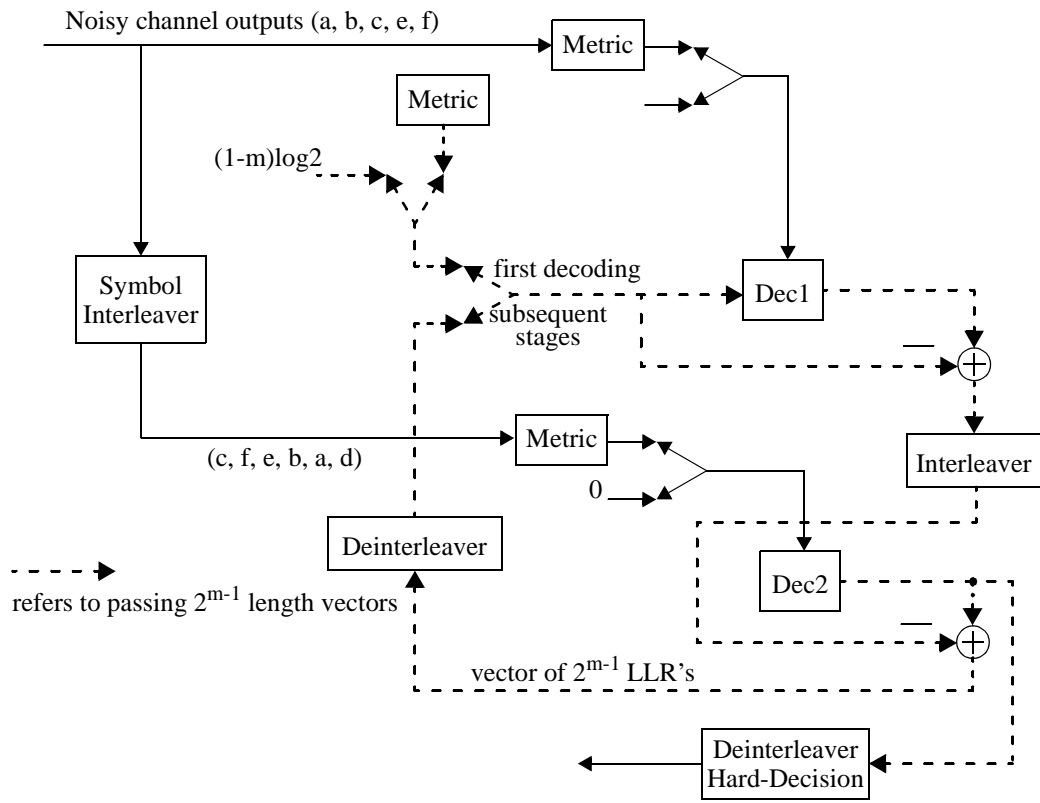 Noisy channel outputs (a, b, c, e, f)
Metric
Metric
(1-m)log2
first decoding
Dec1
Symbol
Interleaver
subsequent
stages
Metric
(c, f, e, b, a, d)
Interleaver
0
Deinterleaver
Dec2
refers to passing 2^{m-1} length vectors
vector of 2^{m-1} LLR's
Deinterleaver
Hard-Decision